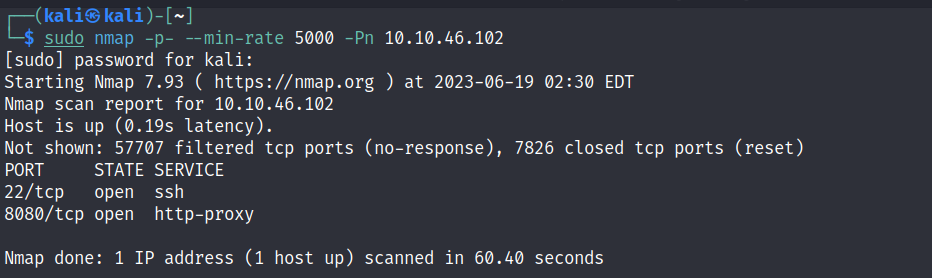 ┌──(kali㉿kali)-[~]
└─$ sudo nmap -p- --min-rate 5000 -Pn 10.10.46.102
[sudo] password for kali:
Starting Nmap 7.93 ( https://nmap.org ) at 2023-06-19 02:30 EDT
Nmap scan report for 10.10.46.102
Host is up (0.19s latency).
Not shown: 57707 filtered tcp ports (no-response), 7826 closed tcp ports (reset)
PORT     STATE SERVICE
22/tcp   open  ssh
8080/tcp open  http-proxy

Nmap done: 1 IP address (1 host up) scanned in 60.40 seconds